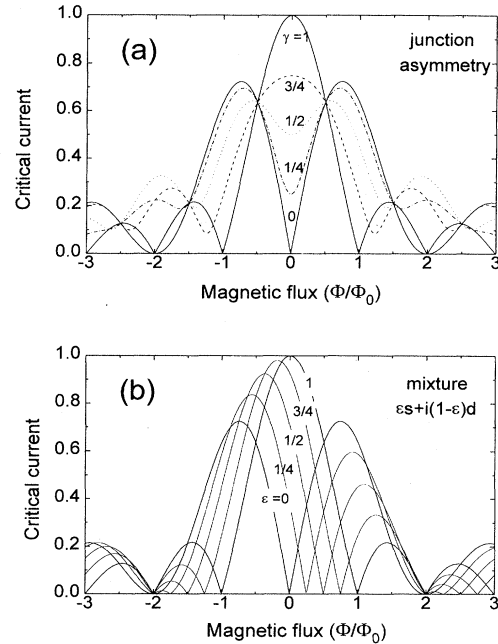 1.0
(a)
γ=1
junction
asymmetry
0.8
3/4
0.6
1/2
0.4
1/4
0.2
0
0.0
-3 -2 -1 0 1 2 3
Critical current
Magnetic flux (Φ/Φ₀)
1.0
(b)
1
mixture
εs+i(1-ε)d
0.8
3/4
0.6
1/2
0.4
1/4
ε=0
0.2
0.0
-3 -2 -1 0 1 2 3
Critical current
Magnetic flux (Φ/Φ₀)